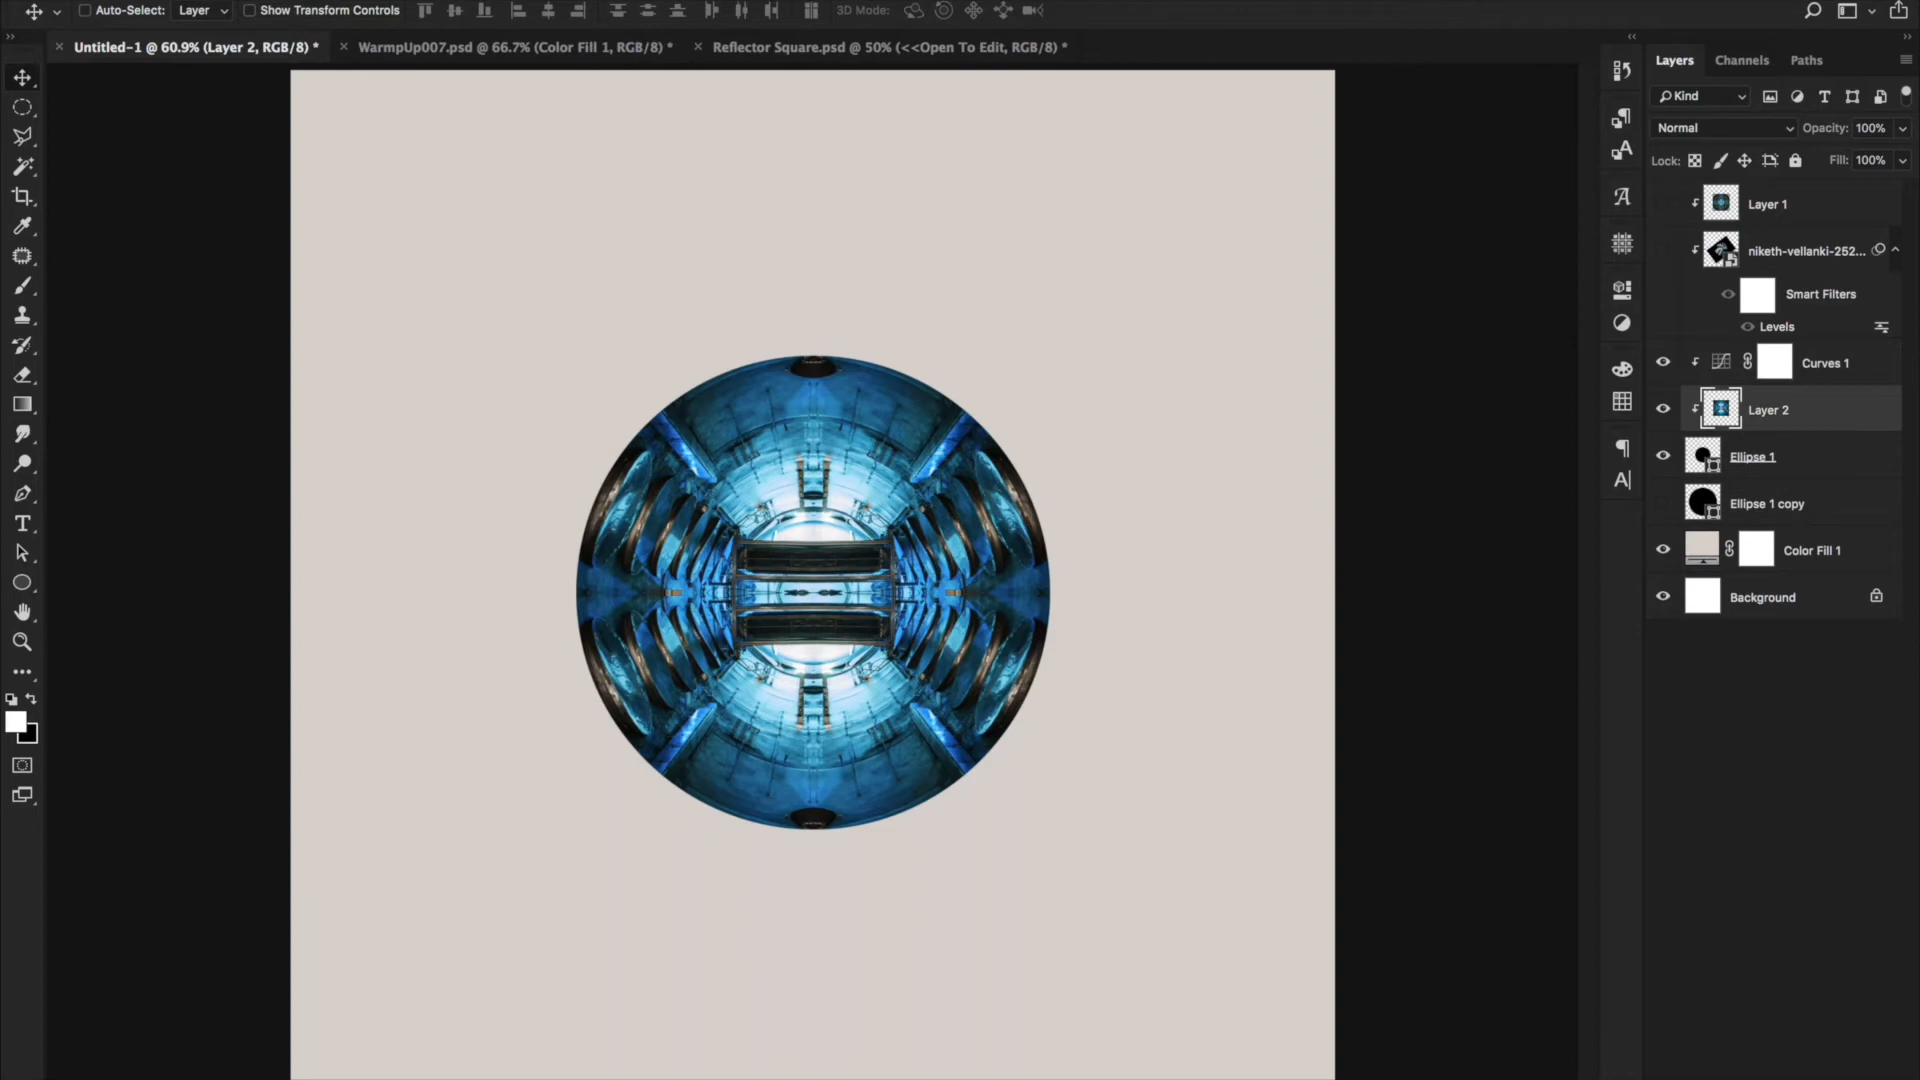 Auto-Select: Layer Show Transform Controls 3D Mode:
Untitled-1 @ 60.9% (Layer 2, RGB/8) * WarmpUp007.psd @ 66.7% (Color Fill 1, RGB/8) * Reflector Square.psd @ 50% (<<Open To Edit, RGB/8) *
Layers Channels Paths
Kind
Normal Opacity: 100%
Lock: Fill: 100%
Layer 1
niketh-vellanki-252...
Smart Filters
Levels
Curves 1
Layer 2
Ellipse 1
Ellipse 1 copy
Color Fill 1
Background